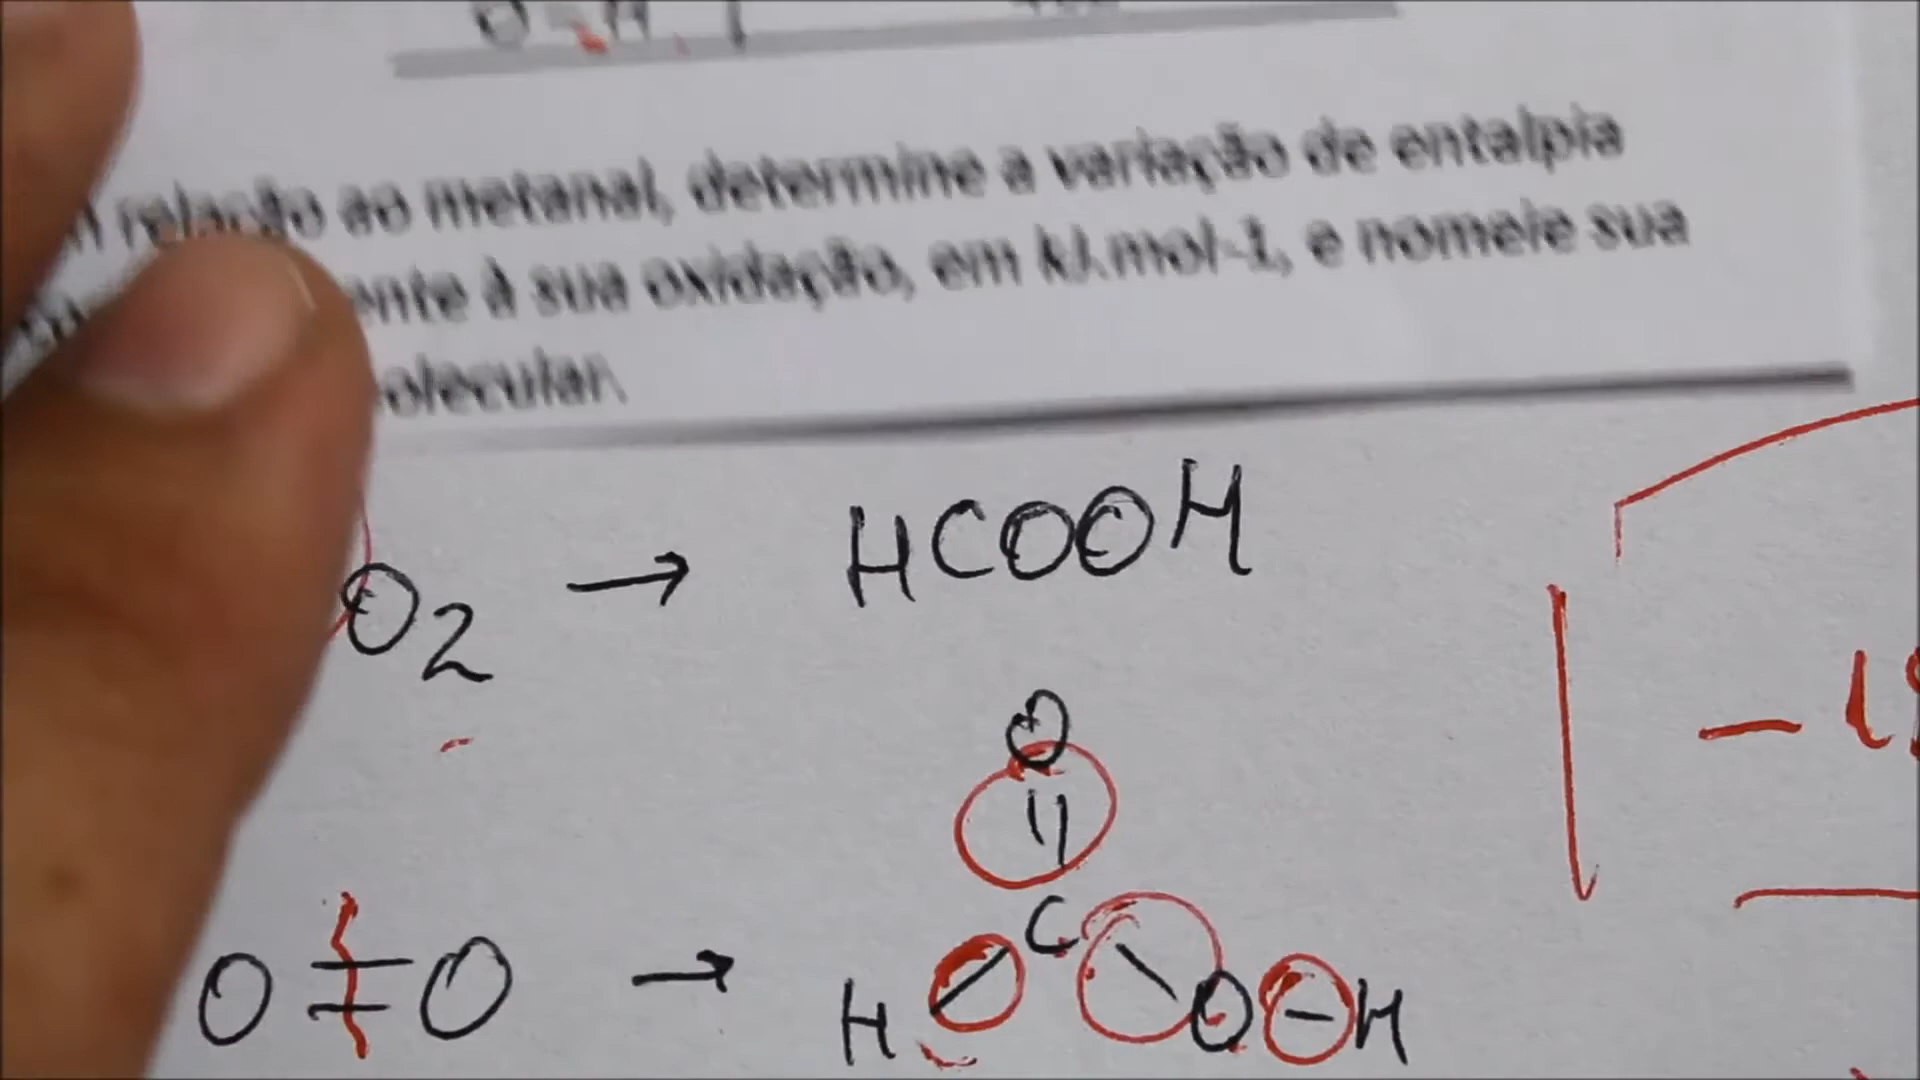 relação ao metanal, determine a variação de entalpia
ente à sua oxidação, em kJ.mol-1, e nomeie sua
olecular.
O2 → HCOOH
O
C
O = O → H O - H
- 1